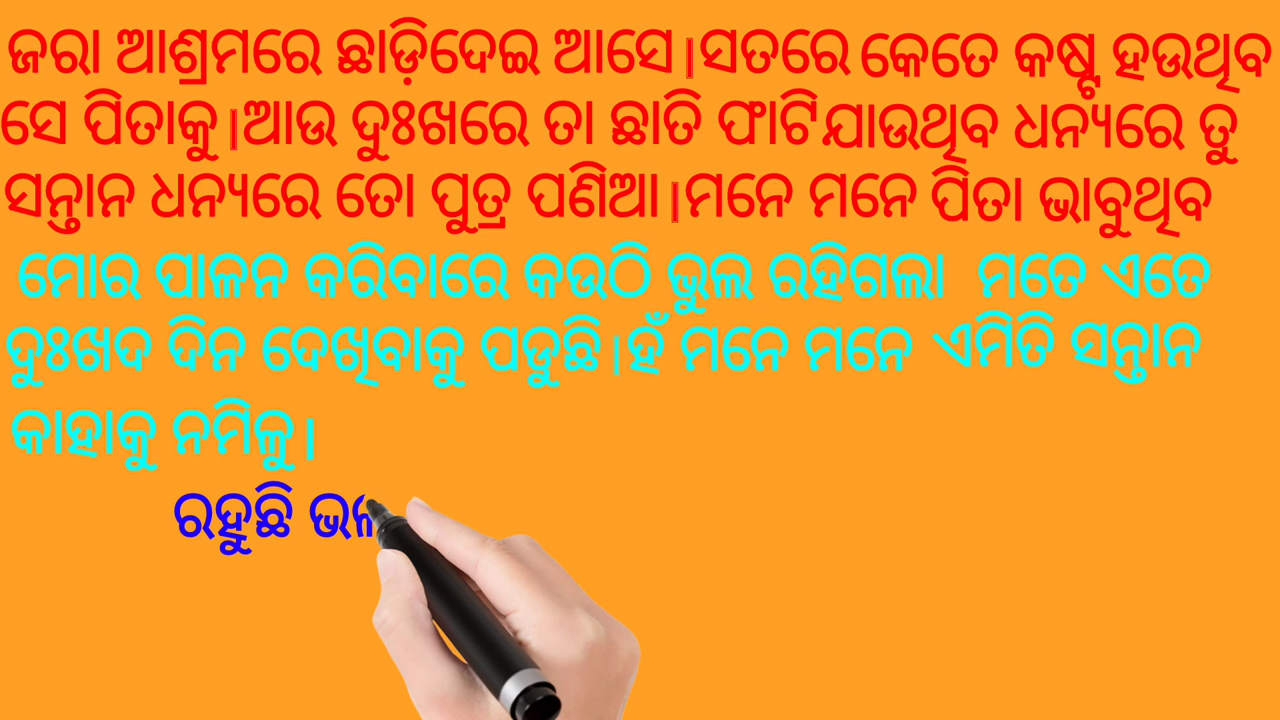 ଜରା ଆଶ୍ରମରେ ଛାଡ଼ିଦେଇ ଆସେ।ସତରେ କେତେ କଷ୍ଟ ହଉଥିବ
ସେ ପିତାକୁ।ଆଉ ଦୁଃଖରେ ତା ଛାତି ଫାଟିଯାଉଥିବ ଧନ୍ୟରେ ତୁ
ସନ୍ତାନ ଧନ୍ୟରେ ତୋ ପୁତ୍ର ପଣିଆ।ମନେ ମନେ ପିତା ଭାବୁଥିବ
ମୋର ପାଳନ କରିବାରେ କଉଠି ଭୁଲ ରହିଗଲା ମତେ ଏତେ
ଦୁଃଖଦ ଦିନ ଦେଖିବାକୁ ପଡୁଛି।ହଁ ମନେ ମନେ ଏମିତି ସନ୍ତାନ
କାହାକୁ ନମିଳୁ।
ରହୁଛି